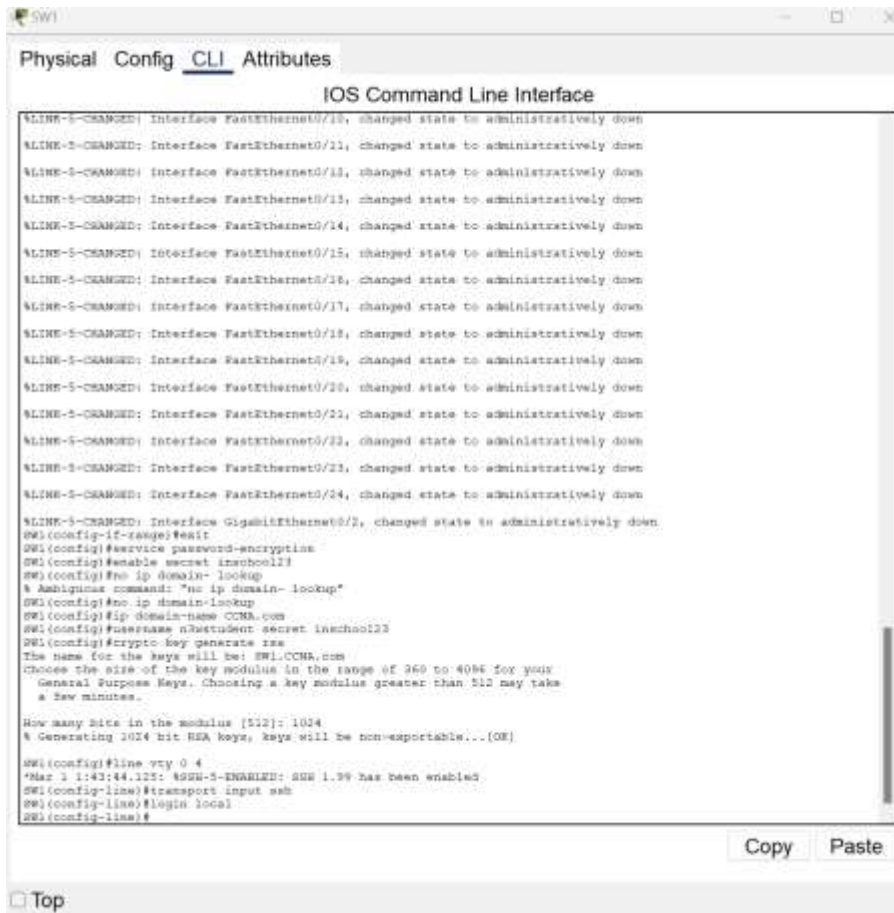 SW1
Physical Config CLI Attributes
IOS Command Line Interface
%LINK-5-CHANGED: Interface FastEthernet0/10, changed state to administratively down
%LINK-5-CHANGED: Interface FastEthernet0/11, changed state to administratively down
%LINK-5-CHANGED: Interface FastEthernet0/12, changed state to administratively down
%LINK-5-CHANGED: Interface FastEthernet0/13, changed state to administratively down
%LINK-5-CHANGED: Interface FastEthernet0/14, changed state to administratively down
%LINK-5-CHANGED: Interface FastEthernet0/15, changed state to administratively down
%LINK-5-CHANGED: Interface FastEthernet0/16, changed state to administratively down
%LINK-5-CHANGED: Interface FastEthernet0/17, changed state to administratively down
%LINK-5-CHANGED: Interface FastEthernet0/18, changed state to administratively down
%LINK-5-CHANGED: Interface FastEthernet0/19, changed state to administratively down
%LINK-5-CHANGED: Interface FastEthernet0/20, changed state to administratively down
%LINK-5-CHANGED: Interface FastEthernet0/21, changed state to administratively down
%LINK-5-CHANGED: Interface FastEthernet0/22, changed state to administratively down
%LINK-5-CHANGED: Interface FastEthernet0/23, changed state to administratively down
%LINK-5-CHANGED: Interface FastEthernet0/24, changed state to administratively down
%LINK-5-CHANGED: Interface GigabitEthernet0/2, changed state to administratively down
SW1(config-if-range)#exit
SW1(config)#service password-encryption
SW1(config)#enable secret inschool123
SW1(config)#no ip domain- lookup
% Ambiguous command: "no ip domain- lookup"
SW1(config)#no ip domain-lookup
SW1(config)#ip domain-name CCNA.com
SW1(config)#username n3wstudent secret inschool23
SW1(config)#crypto key generate rsa
The name for the keys will be: SW1.CCNA.com
Choose the size of the key modulus in the range of 360 to 4096 for your
General Purpose Keys. Choosing a key modulus greater than 512 may take
a few minutes.
How many bits in the modulus [512]: 1024
% Generating 1024 bit RSA keys, keys will be non-exportable...[OK]
SW1(config)#line vty 0 4
*Mar 1 1:43:44.125: %SSH-5-ENABLED: SSH 1.99 has been enabled
SW1(config-line)#transport input ssh
SW1(config-line)#login local
SW1(config-line)#
Copy Paste
Top